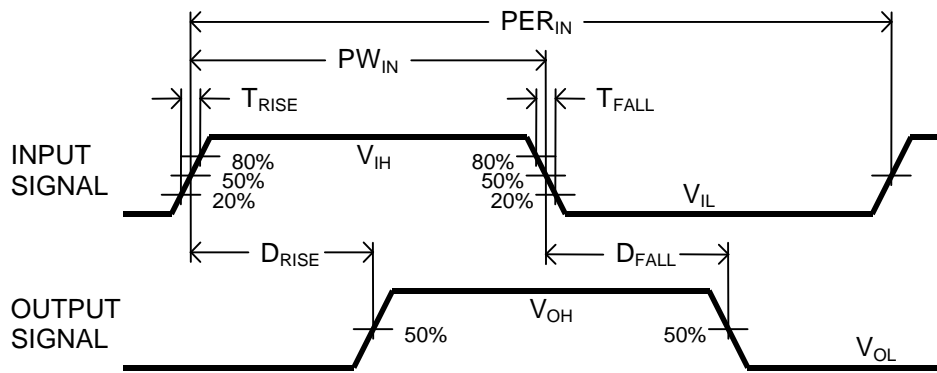 PER_IN
PW_IN
T_RISE
T_FALL
INPUT
SIGNAL
V_IH
80%
50%
20%
80%
50%
20%
V_IL
D_RISE
D_FALL
OUTPUT
SIGNAL
V_OH
50%
50%
V_OL